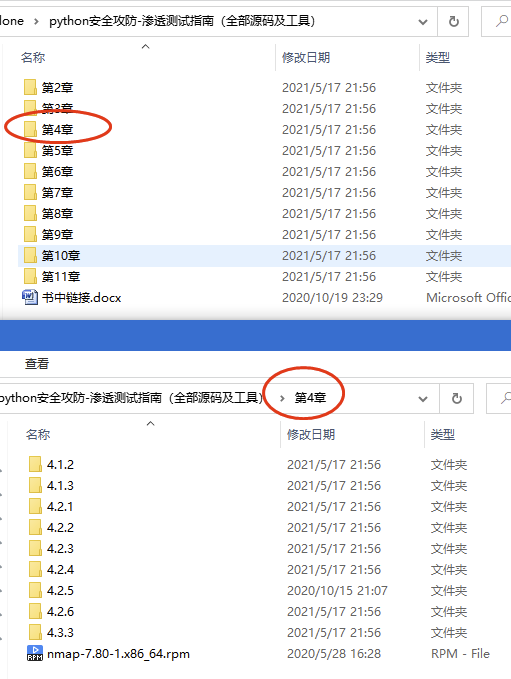 lone › python安全攻防-渗透测试指南（全部源码及工具）
名称 修改日期 类型
第2章 2021/5/17 21:56 文件夹
第3章 2021/5/17 21:56 文件夹
第4章 2021/5/17 21:56 文件夹
第5章 2021/5/17 21:56 文件夹
第6章 2021/5/17 21:56 文件夹
第7章 2021/5/17 21:56 文件夹
第8章 2021/5/17 21:56 文件夹
第9章 2021/5/17 21:56 文件夹
第10章 2021/5/17 21:56 文件夹
第11章 2021/5/17 21:56 文件夹
书中链接.docx 2020/10/19 23:29 Microsoft Offic
查看
python安全攻防-渗透测试指南（全部源码及工具） › 第4章
名称 修改日期 类型
4.1.2 2021/5/17 21:56 文件夹
4.1.3 2021/5/17 21:56 文件夹
4.2.1 2021/5/17 21:56 文件夹
4.2.2 2021/5/17 21:56 文件夹
4.2.3 2021/5/17 21:56 文件夹
4.2.4 2021/5/17 21:56 文件夹
4.2.5 2020/10/15 21:07 文件夹
4.2.6 2021/5/17 21:56 文件夹
4.3.3 2021/5/17 21:56 文件夹
RPM nmap-7.80-1.x86_64.rpm 2020/5/28 16:28 RPM - File